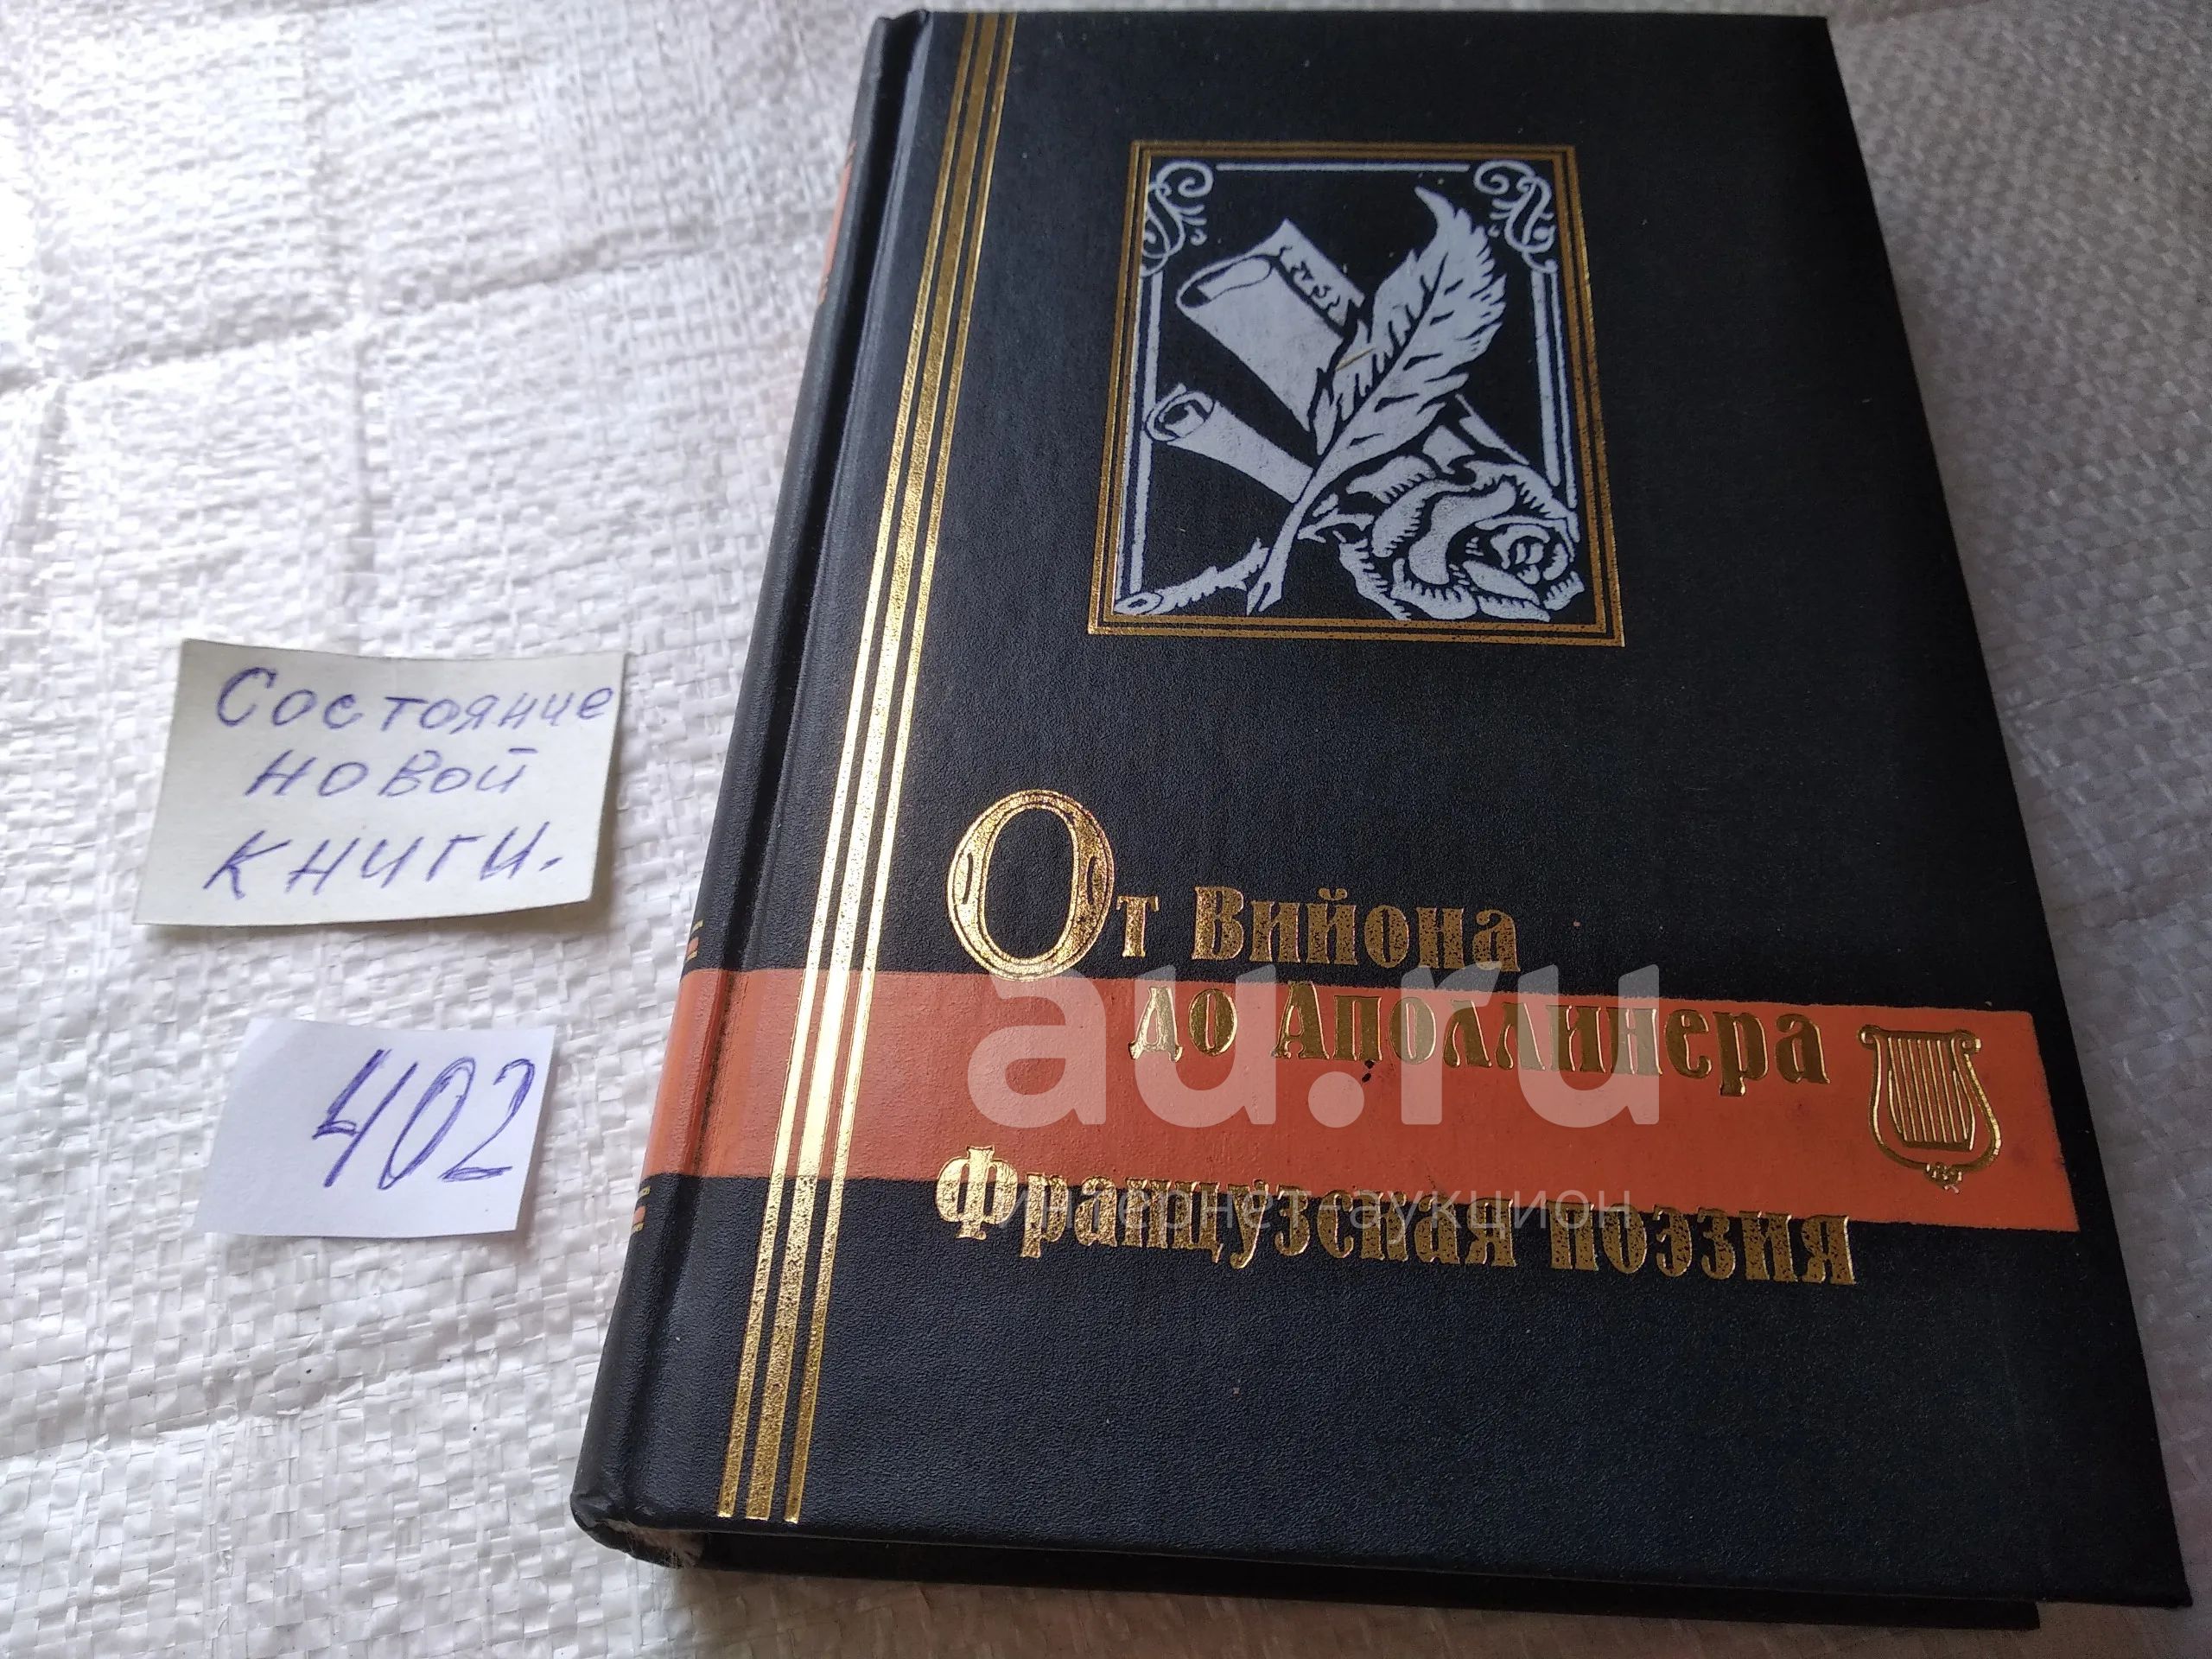 Состояние
новой
книги.
402
От Вийона
до Аполлинера
Французская поэзия
au.ru
интернет-аукцион